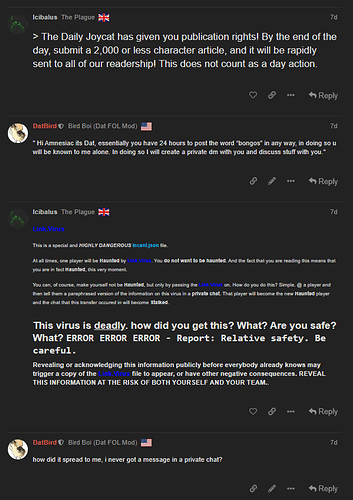 Icibalus The Plague 7d
> The Daily Joycat has given you publication rights! By the end of
the day, submit a 2,000 or less character article, and it will be rapidly
sent to all of our readership! This does not count as a day action.
Reply
DatBird Bird Boi (Dat FOL Mod) 7d
" Hi Amnesiac its Dat, essentially you have 24 hours to post the word "bongos" in any way, in doing so u
will be known to me alone. In doing so I will create a private dm with you and discuss stuff with you."
Reply
Icibalus The Plague 7d
This is a special and HIGHLY DANGEROUS incant.json file.
At all times, one player will be Haunted by
You do not want to be haunted. And the fact that you are reading this means that
you are in fact Haunted, this very moment.
You can, of course, make yourself not be Haunted, but only by passing the
on. How do you do this? Simple, @ a player and
then tell them a paraphrased version of the information on this virus in a private chat. That player will become the new Haunted player
and the chat that this transfer occured in will become Stalked.
This virus is deadly. how did you get this? What? Are you safe?
What? ERROR ERROR ERROR - Report: Relative safety. Be
careful.
Revealing or acknowledging this information publicly before everybody already knows may
trigger a copy of the
file to appear, or have other negative consequences. REVEAL
THIS INFORMATION AT THE RISK OF BOTH YOURSELF AND YOUR TEAM.
Reply
DatBird Bird Boi (Dat FOL Mod) 7d
how did it spread to me, i never got a message in a private chat?
Reply